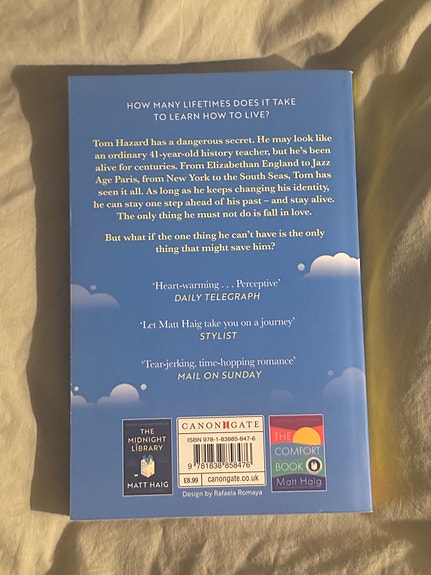 HOW MANY LIFETIMES DOES IT TAKE
TO LEARN HOW TO LIVE?
Tom Hazard has a dangerous secret. He may look like
an ordinary 41-year-old history teacher, but he's been
alive for centuries. From Elizabethan England to Jazz
Age Paris, from New York to the South Seas, Tom has
seen it all. As long as he keeps changing his identity,
he can stay one step ahead of his past – and stay alive.
The only thing he must not do is fall in love.
But what if the one thing he can't have is the only
thing that might save him?
'Heart-warming . . . Perceptive'
DAILY TELEGRAPH
'Let Matt Haig take you on a journey'
STYLIST
'Tear-jerking, time-hopping romance'
MAIL ON SUNDAY
THE
MIDNIGHT
LIBRARY
MATT HAIG
CANONGATE
ISBN 978-1-83885-847-6
9 781838 858476
£8.99
canongate.co.uk
THE
COMFORT
BOOK
Matt Haig
Design by Rafaela Romaya